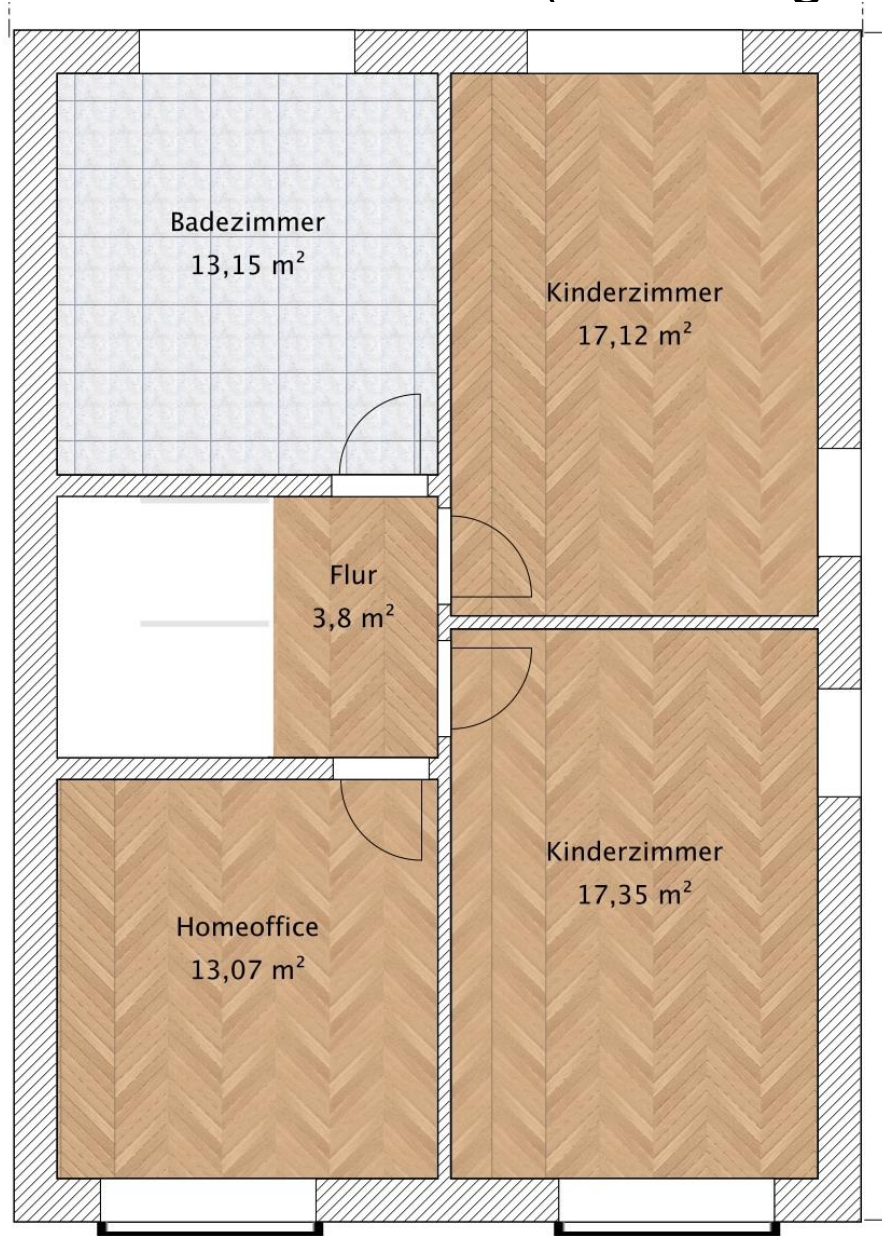 Badezimmer
13,15 m²
Kinderzimmer
17,12 m²
Flur
3,8 m²
Kinderzimmer
17,35 m²
Homeoffice
13,07 m²